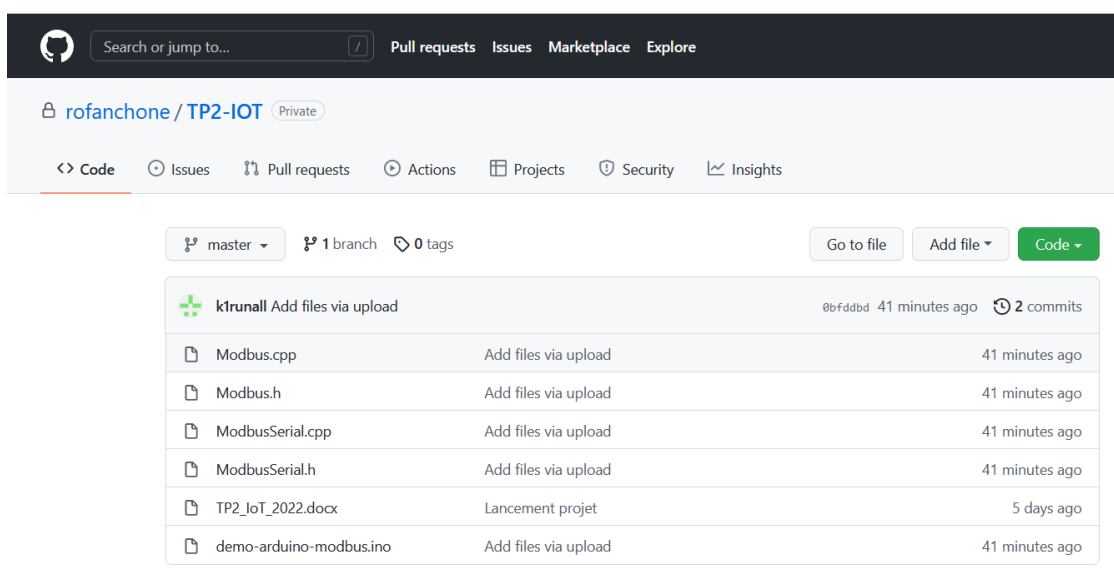 Search or jump to... / Pull requests Issues Marketplace Explore
rofanchone / TP2-IOT Private
<> Code Issues Pull requests Actions Projects Security Insights
master 1 branch 0 tags Go to file Add file Code
k1runall Add files via upload 0bfddbd 41 minutes ago 2 commits
Modbus.cpp Add files via upload 41 minutes ago
Modbus.h Add files via upload 41 minutes ago
ModbusSerial.cpp Add files via upload 41 minutes ago
ModbusSerial.h Add files via upload 41 minutes ago
TP2_IoT_2022.docx Lancement projet 5 days ago
demo-arduino-modbus.ino Add files via upload 41 minutes ago